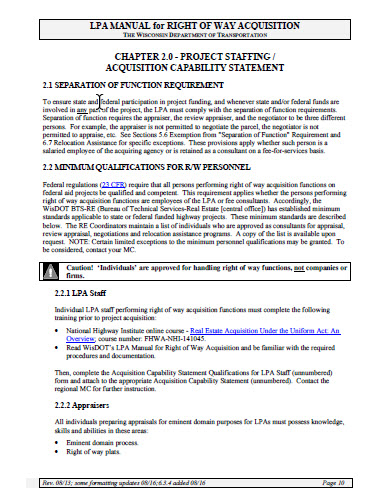 LPA MANUAL for RIGHT OF WAY ACQUISITION
THE WISCONSIN DEPARTMENT OF TRANSPORTATION
CHAPTER 2.0 - PROJECT STAFFING /
ACQUISITION CAPABILITY STATEMENT
2.1 SEPARATION OF FUNCTION REQUIREMENT
To ensure state and federal participation in project funding, and whenever state and/or federal funds are
involved in any part of the project, the LPA must comply with the separation of function requirements.
Separation of function requires the appraiser, the review appraiser, and the negotiator to be three different
persons. For example, the appraiser is not permitted to negotiate the parcel, the negotiator is not
permitted to appraise, etc. See Sections 5.6 Exemption from "Separation of Function" Requirement and
6.7 Relocation Assistance for specific exceptions. These provisions apply whether such person is a
salaried employee of the acquiring agency or is retained as a consultant on a fee-for-services basis.
2.2 MINIMUM QUALIFICATIONS FOR R/W PERSONNEL
Federal regulations (23 CFR) require that all persons performing right of way acquisition functions on
federal aid projects be qualified and competent. This requirement applies whether the persons performing
right of way acquisition functions are employees of the LPA or fee consultants. Accordingly, the
WisDOT BTS-RE (Bureau of Technical Services-Real Estate [central office]) has established minimum
standards applicable to state or federal funded highway projects. These minimum standards are described
below. The RE Coordinators maintain a list of individuals who are approved as consultants for appraisal,
review appraisal, negotiations and relocation assistance programs. A copy of the list is available upon
request. NOTE: Certain limited exceptions to the minimum personnel qualifications may be granted. To
be considered, contact your MC.
Caution! ‘Individuals’ are approved for handling right of way functions, not companies or
firms.
2.2.1 LPA Staff
Individual LPA staff performing right of way acquisition functions must complete the following
training prior to project acquisition:
• National Highway Institute online course - Real Estate Acquisition Under the Uniform Act: An
Overview; course number: FHWA-NHI-141045.
• Read WisDOT’s LPA Manual for Right of Way Acquisition and be familiar with the required
procedures and documentation.
Then, complete the Acquisition Capability Statement Qualifications for LPA Staff (unnumbered)
form and attach to the appropriate Acquisition Capability Statement (unnumbered). Contact the
regional MC for further instruction.
2.2.2 Appraisers
All individuals preparing appraisals for eminent domain purposes for LPAs must possess knowledge,
skills and abilities in these areas:
• Eminent domain process.
• Right of way plats.
Rev. 08/13; some formatting updates 08/16;6.3.4 added 08/16 Page 10